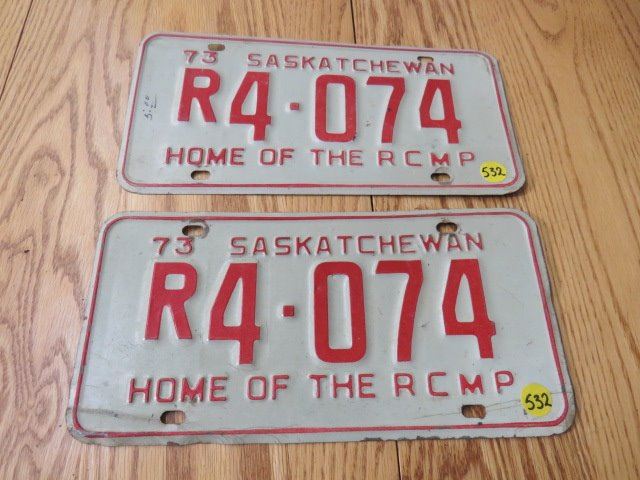 73 SASKATCHEWAN
R4·074
HOME OF THE RCMP
532
73 SASKATCHEWAN
R4·074
HOME OF THE RCMP
532